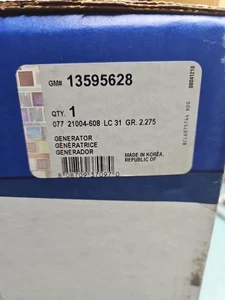 GM# 13595628
QTY. 1
077 21004-608 LC 31 GR. 2.275
GENERATOR
GENERATRICE
GENERADOR
MADE IN KOREA,
REPUBLIC OF